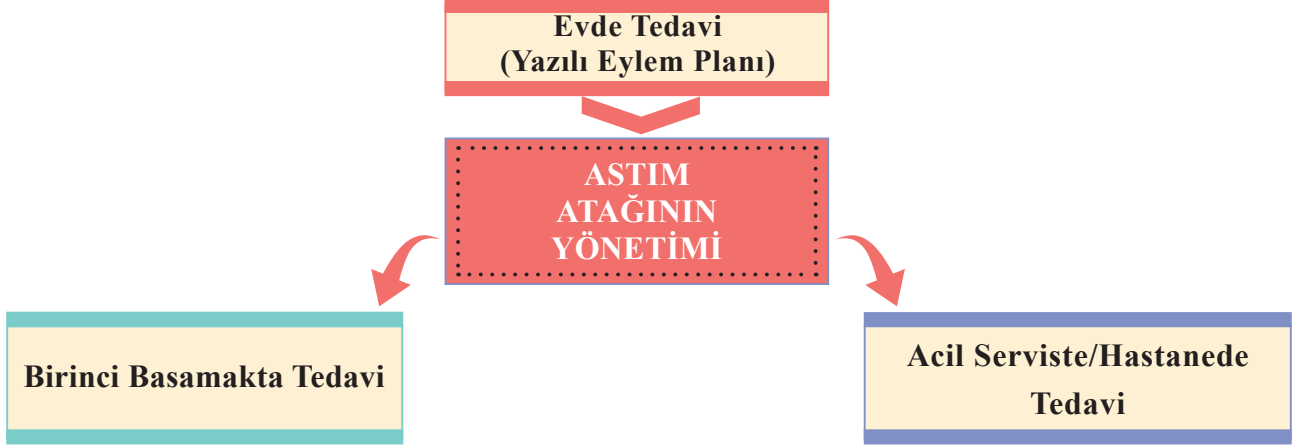 Evde Tedavi
(Yazılı Eylem Planı)
ASTIM
ATAĞININ
YÖNETİMİ
Birinci Basamakta Tedavi
Acil Serviste/Hastanede
Tedavi